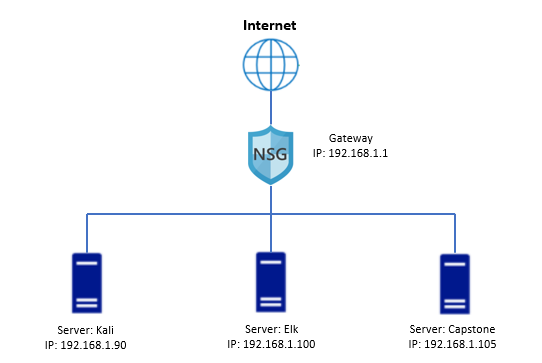 Internet
NSG
Gateway
IP: 192.168.1.1
Server: Kali
IP: 192.168.1.90
Server: Elk
IP: 192.168.1.100
Server: Capstone
IP: 192.168.1.105